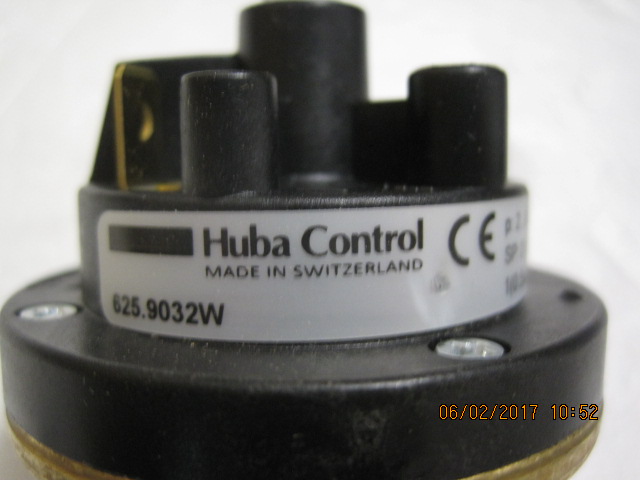 Huba Control
MADE IN SWITZERLAND
CE
625.9032W
06/02/2017 10:52